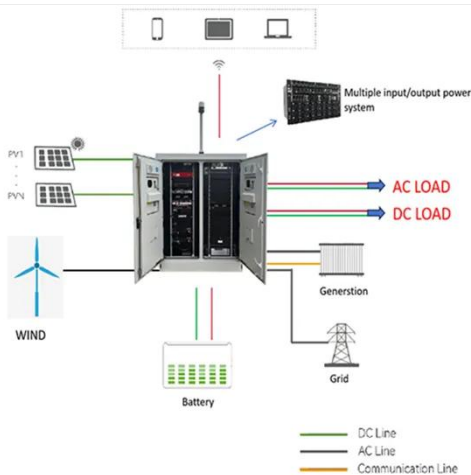 Multiple input/output power
system
PV1
PVN
AC LOAD
DC LOAD
WIND
Generstion
Grid
Battery
DC Line
AC Line
Communication Line